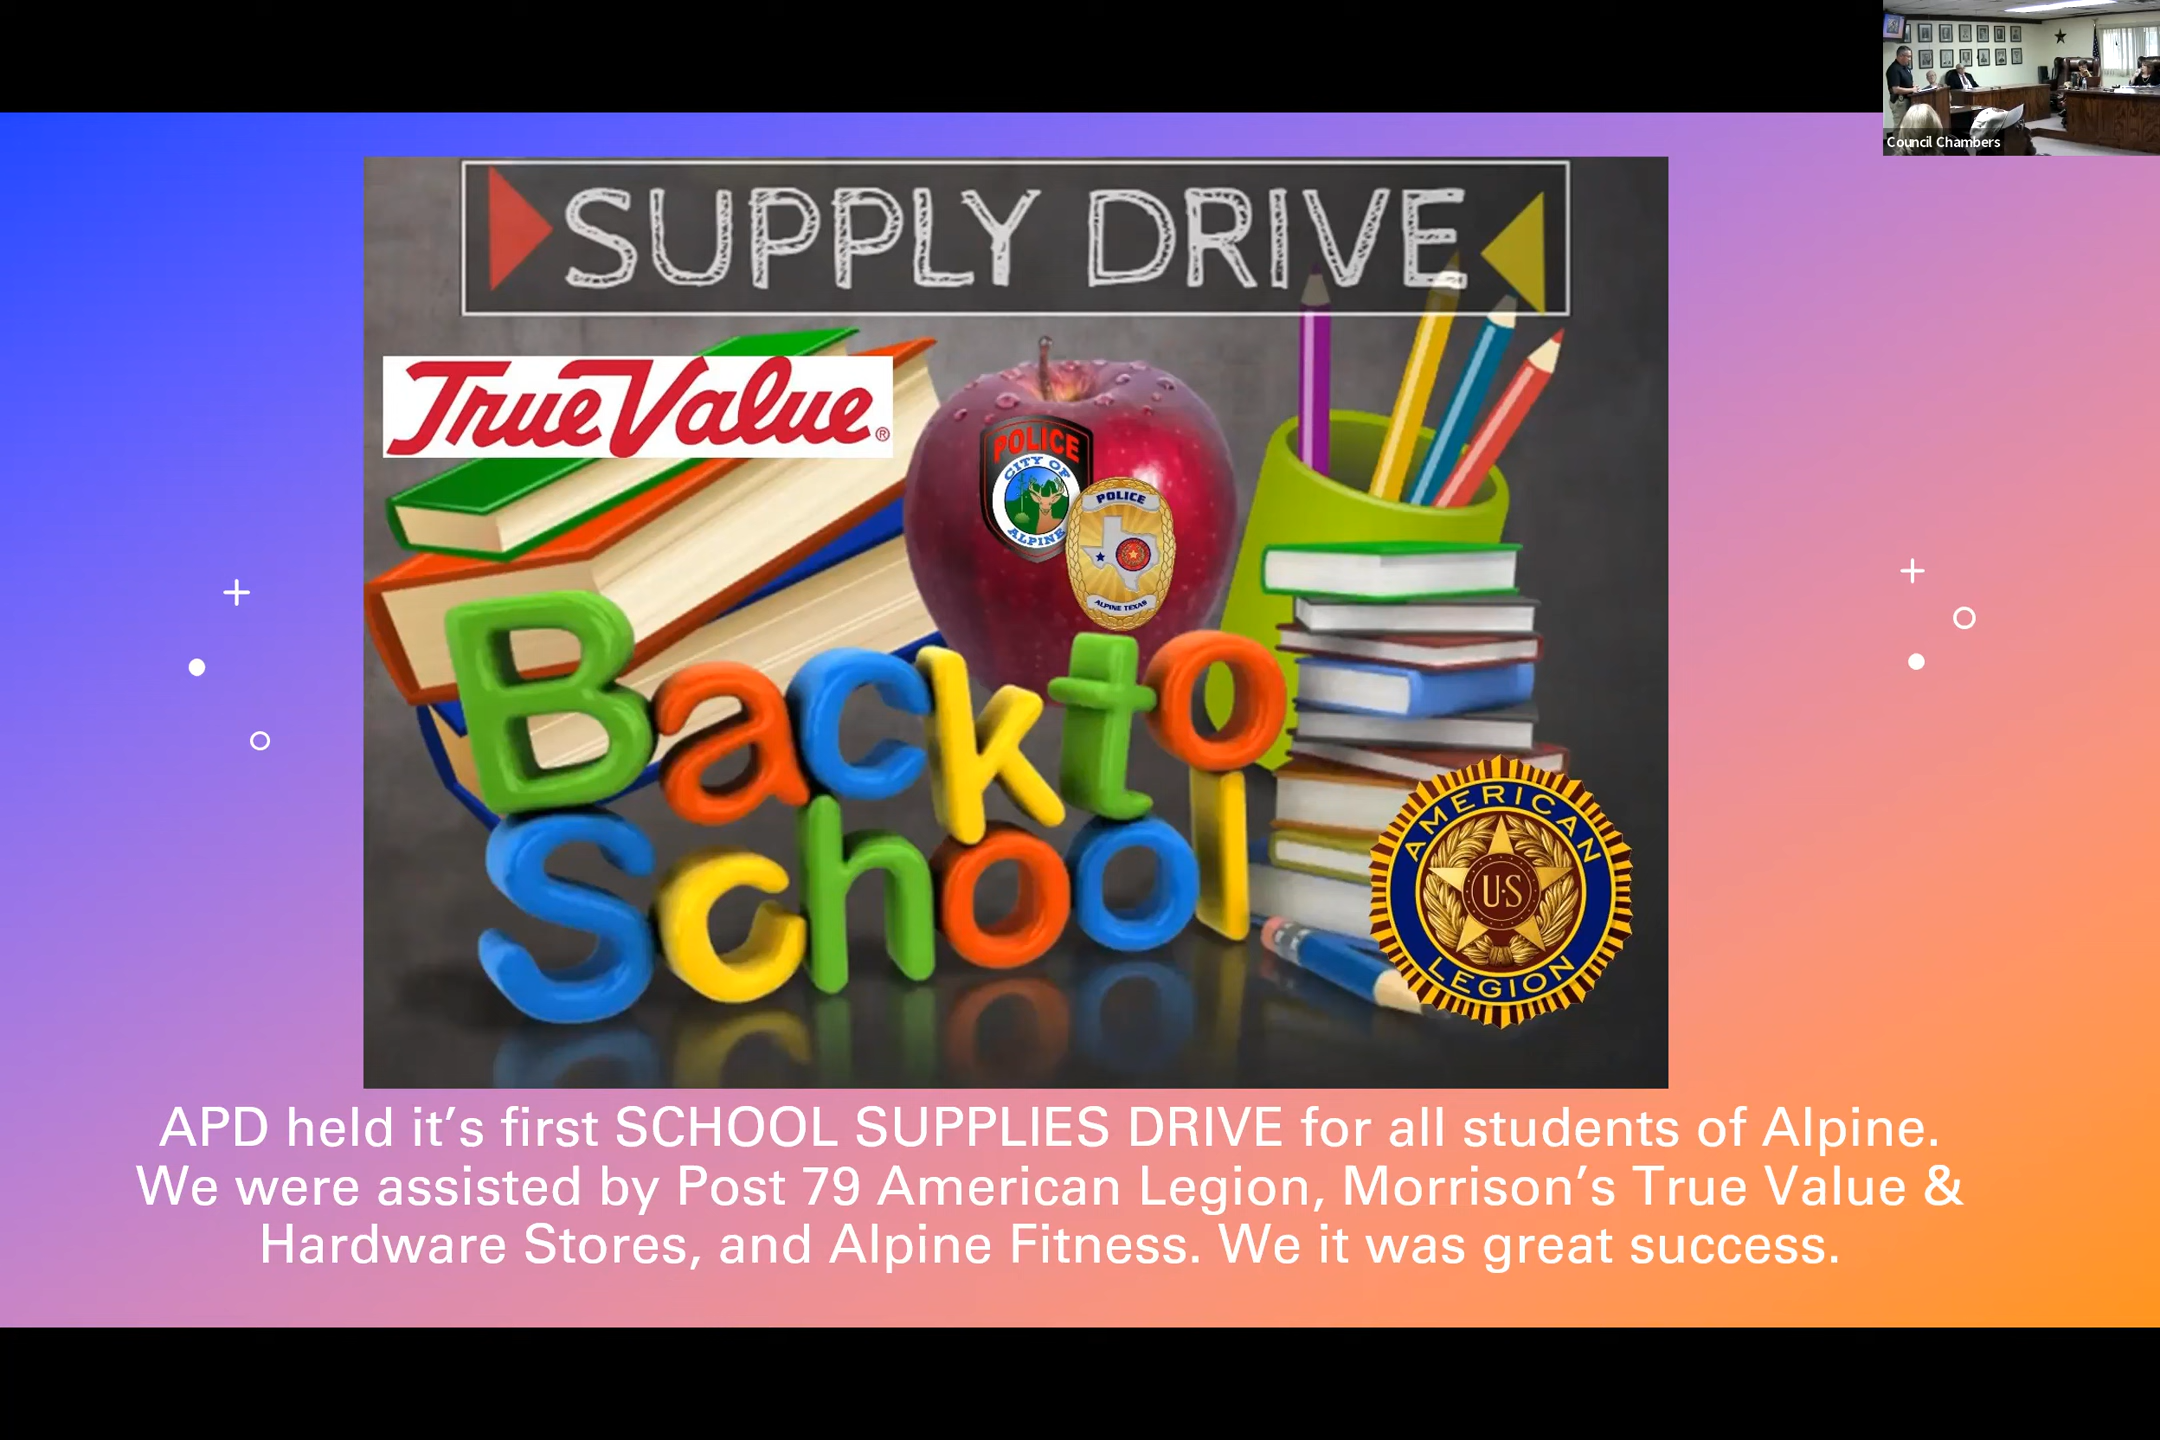 Council Chambers
SUPPLY DRIVE
TrueValue®
POLICE
CITY OF
ALPINE
POLICE
ALPINE TEXAS
Back to
School
AMERICAN
U·S
LEGION
APD held it’s first SCHOOL SUPPLIES DRIVE for all students of Alpine.
We were assisted by Post 79 American Legion, Morrison’s True Value &
Hardware Stores, and Alpine Fitness. We it was great success.